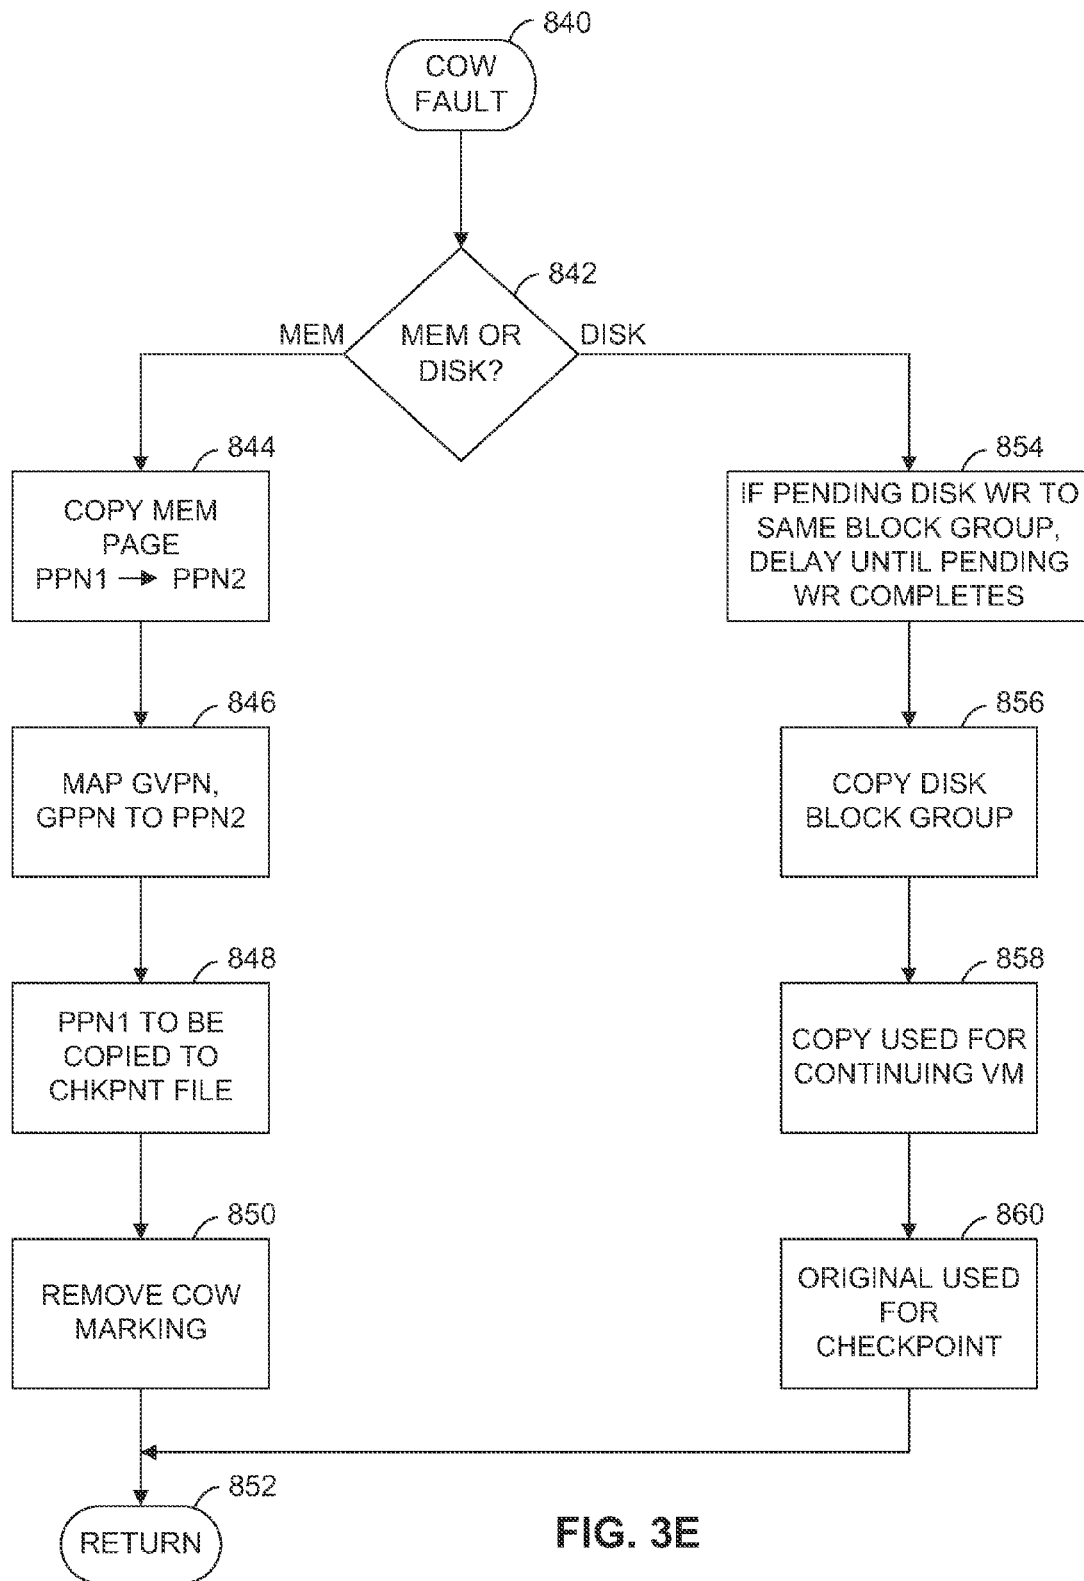 840
COW
FAULT
842
MEM
MEM OR
DISK?
DISK
844
COPY MEM
PAGE
PPN1 → PPN2
846
MAP GVPN,
GPPN TO PPN2
848
PPN1 TO BE
COPIED TO
CHKPNT FILE
850
REMOVE COW
MARKING
854
IF PENDING DISK WR TO
SAME BLOCK GROUP,
DELAY UNTIL PENDING
WR COMPLETES
856
COPY DISK
BLOCK GROUP
858
COPY USED FOR
CONTINUING VM
860
ORIGINAL USED
FOR
CHECKPOINT
852
RETURN
FIG. 3E